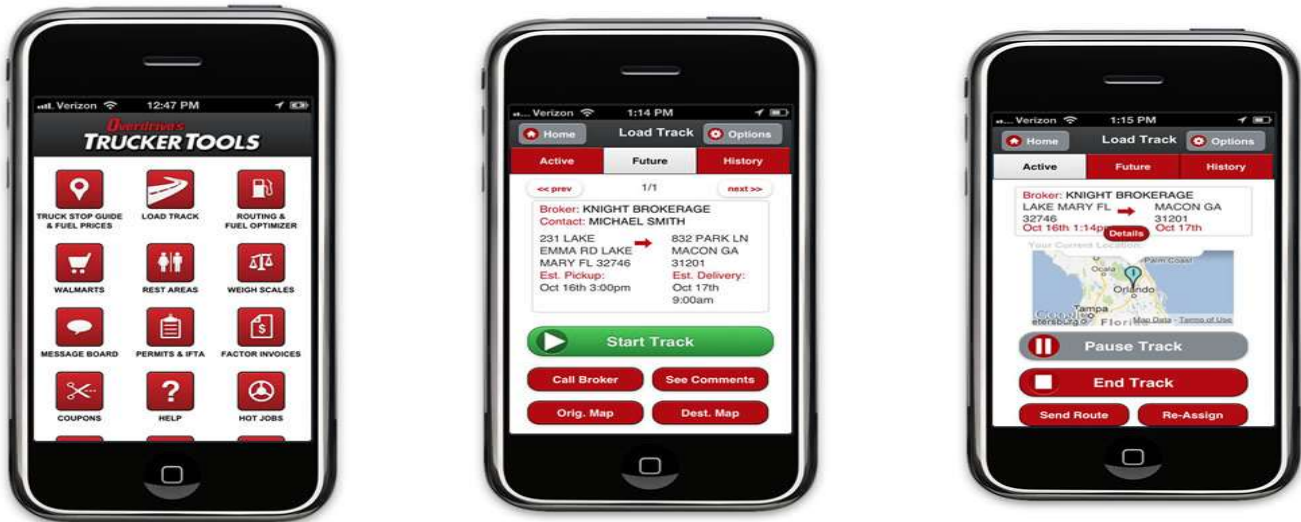 Verizon 12:47 PM
Overdrive's
TRUCKER TOOLS
TRUCK STOP GUIDE
& FUEL PRICES
LOAD TRACK
ROUTING &
FUEL OPTIMIZER
WALMARTS
REST AREAS
WEIGH SCALES
MESSAGE BOARD
PERMITS & IFTA
FACTOR INVOICES
COUPONS
HELP
HOT JOBS
Verizon 1:14 PM
Home Load Track Options
Active Future History
<< prev 1/1 next >>
Broker: KNIGHT BROKERAGE
Contact: MICHAEL SMITH
231 LAKE
EMMA RD LAKE
MARY FL 32746
Est. Pickup:
Oct 16th 3:00pm
832 PARK LN
MACON GA
31201
Est. Delivery:
Oct 17th
9:00am
Start Track
Call Broker See Comments
Orig. Map Dest. Map
Verizon 1:15 PM
Home Load Track Options
Active Future History
Broker: KNIGHT BROKERAGE
LAKE MARY FL
32746
Oct 16th 1:14pm
MACON GA
31201
Oct 17th
Details
Your Current Location:
Palm Coast
Ocala
Orlando
Tampa
etersburg
Florida
Map Data - Terms of Use
Pause Track
End Track
Send Route Re-Assign